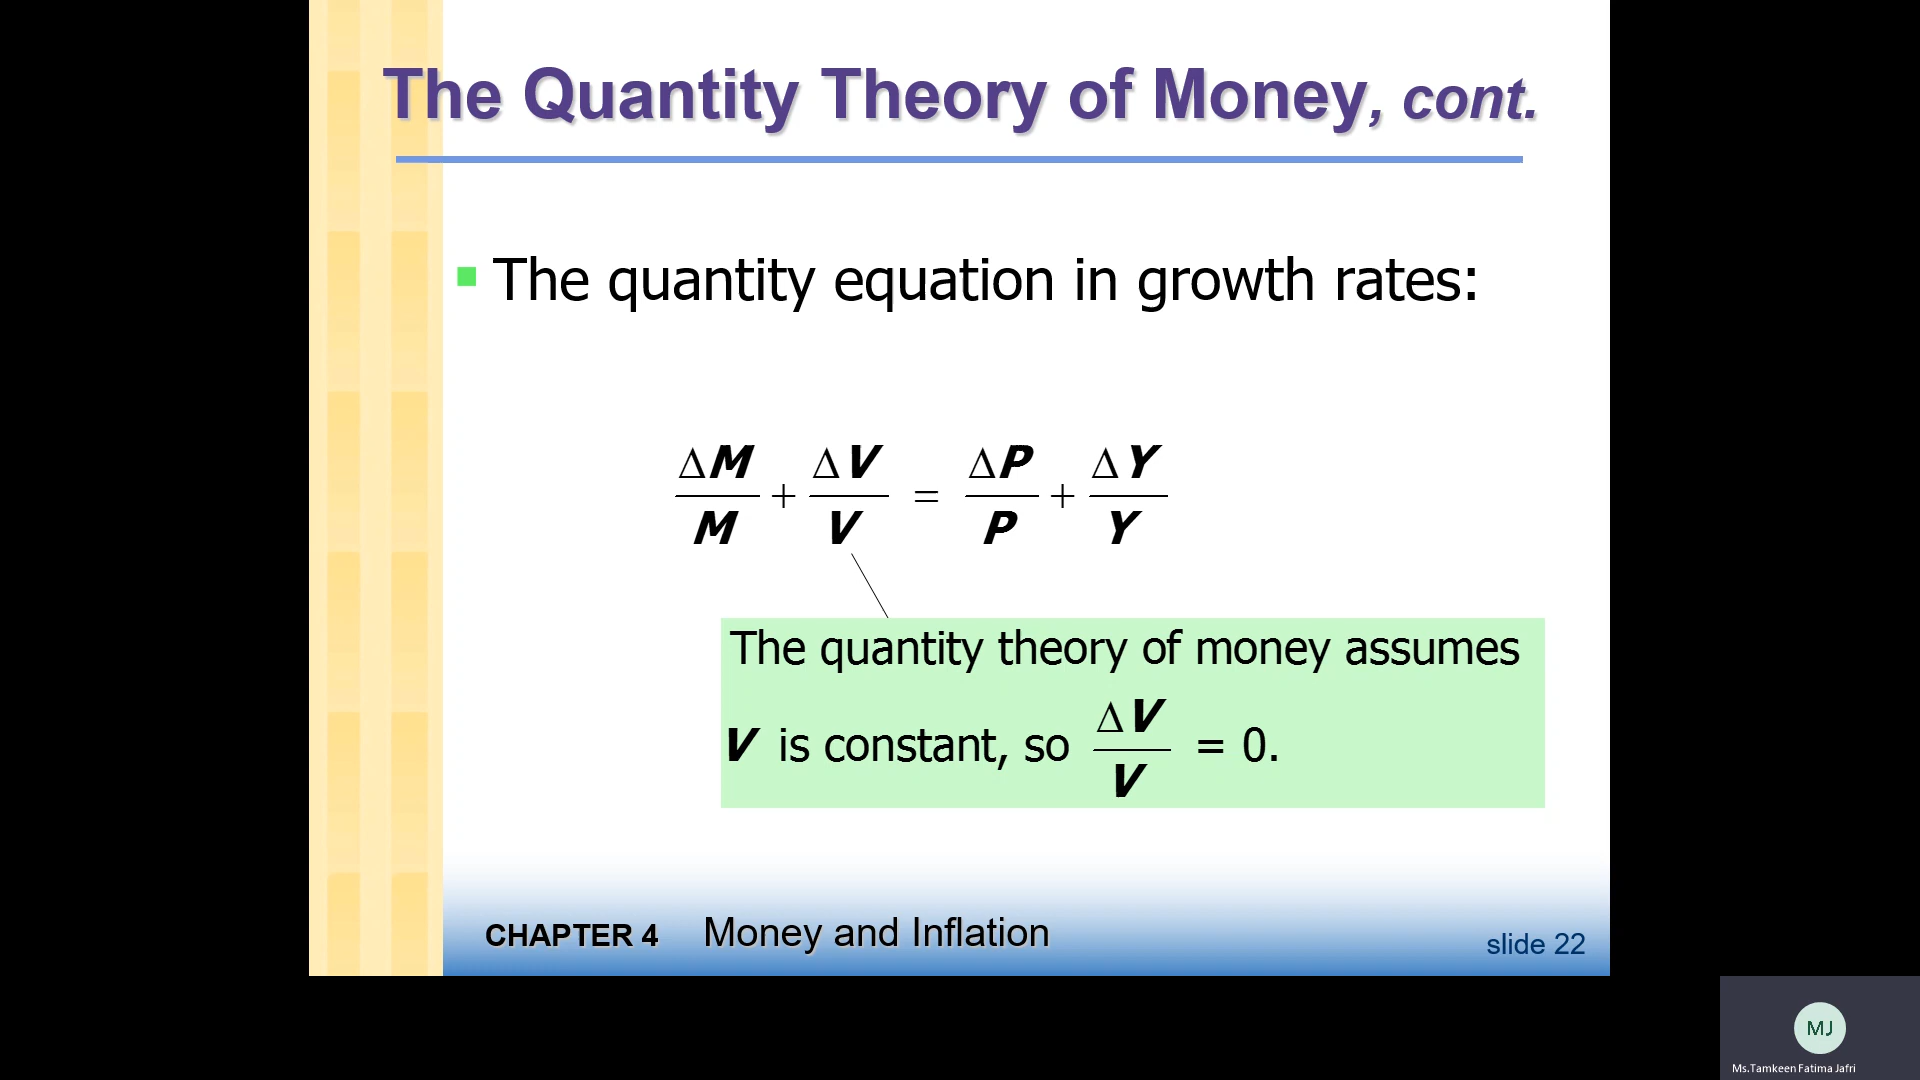 The Quantity Theory of Money, cont.
The quantity equation in growth rates:
ΔM/M + ΔV/V = ΔP/P + ΔY/Y
The quantity theory of money assumes
V is constant, so ΔV/V = 0.
CHAPTER 4 Money and Inflation
slide 22
MJ
Ms.Tamkeen Fatima Jafri